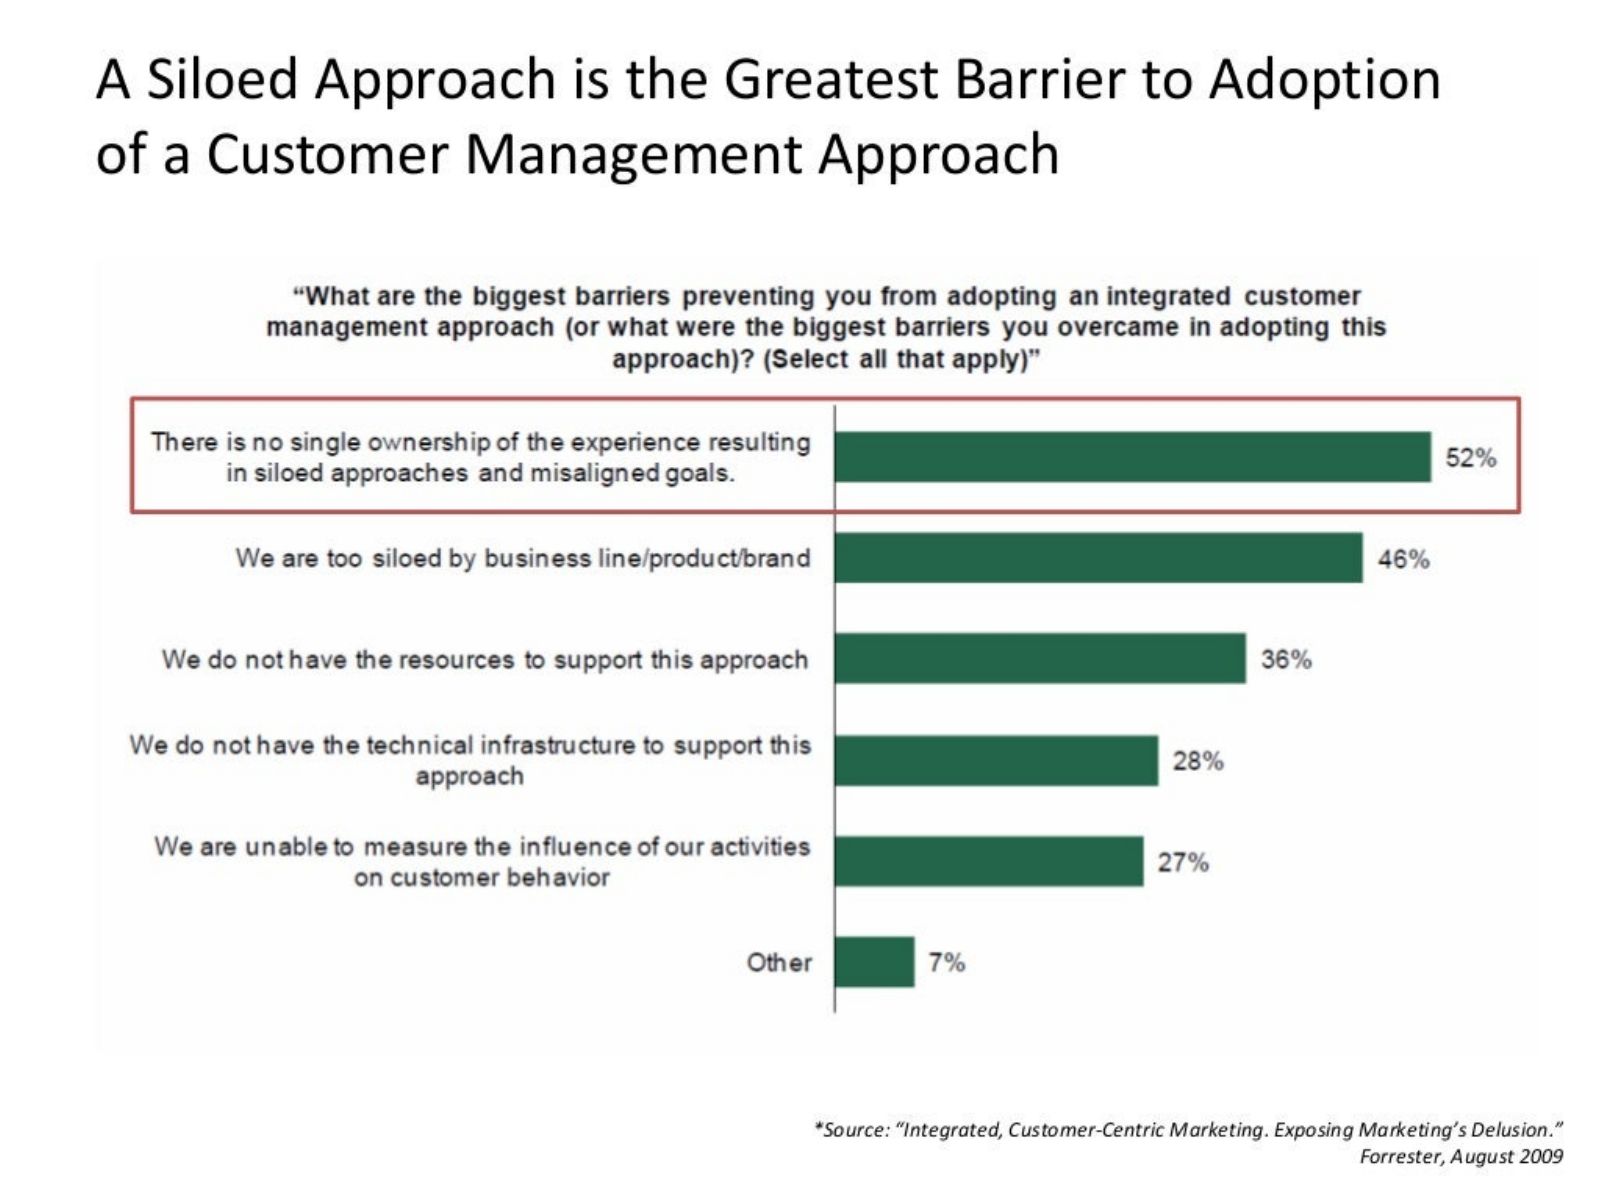 A Siloed Approach is the Greatest Barrier to Adoption
of a Customer Management Approach
“What are the biggest barriers preventing you from adopting an integrated customer
management approach (or what were the biggest barriers you overcame in adopting this
approach)? (Select all that apply)”
There is no single ownership of the experience resulting
in siloed approaches and misaligned goals.
52%
We are too siloed by business line/product/brand
46%
We do not have the resources to support this approach
36%
We do not have the technical infrastructure to support this
approach
28%
We are unable to measure the influence of our activities
on customer behavior
27%
Other
7%
*Source: “Integrated, Customer-Centric Marketing. Exposing Marketing’s Delusion.”
Forrester, August 2009